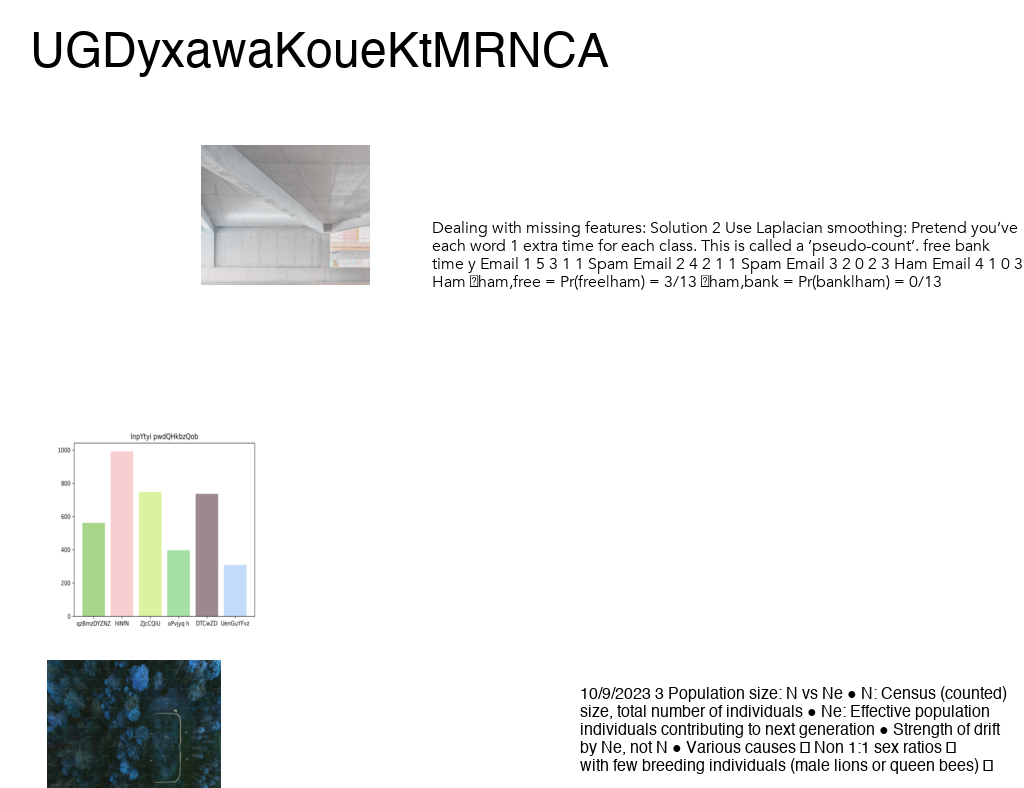 UGDyxawaKoueKtMRNCA
Dealing with missing features: Solution 2 Use Laplacian smoothing: Pretend you’ve
each word 1 extra time for each class. This is called a ‘pseudo-count’. free bank
time y Email 1 5 3 1 1 Spam Email 2 4 2 1 1 Spam Email 3 2 0 2 3 Ham Email 4 1 0 3
Ham ham,free = Pr(free|ham) = 3/13 ham,bank = Pr(bank|ham) = 0/13
InpYtyi pwdQHkbzQob
1000
800
600
400
200
0
qzBmzDYZNZ hINfN ZJcCQiU oPvjyq h DTCwZD UenGuYFvz
10/9/2023 3 Population size: N vs Ne ● N: Census (counted)
size, total number of individuals ● Ne: Effective population
individuals contributing to next generation ● Strength of drift
by Ne, not N ● Various causes  Non 1:1 sex ratios 
with few breeding individuals (male lions or queen bees)